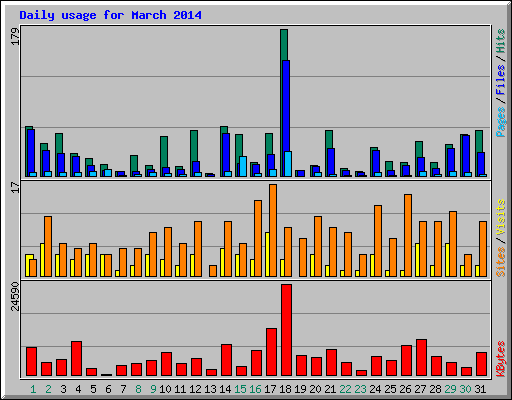 Daily usage for March 2014
179
Pages / Files / Hits
17
Sites / Visits
24590
KBytes
1 2 3 4 5 6 7 8 9 10 11 12 13 14 15 16 17 18 19 20 21 22 23 24 25 26 27 28 29 30 31